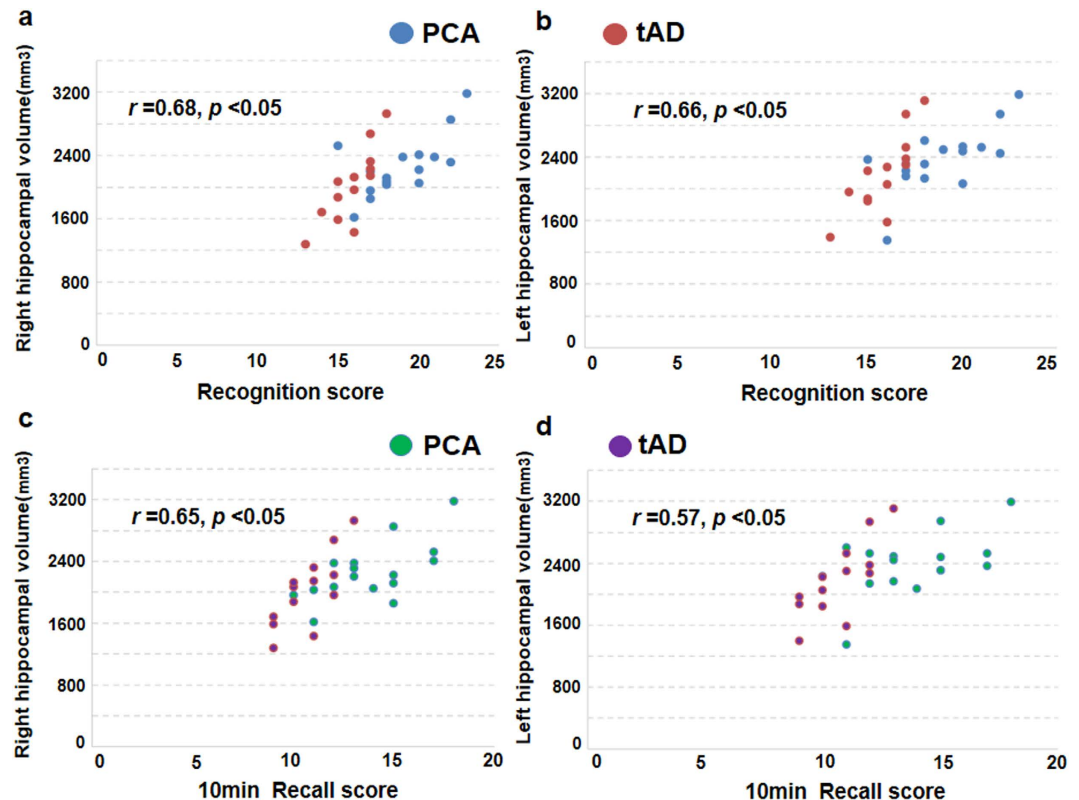 a
PCA
Right hippocampal volume(mm3)
r =0.68, p <0.05
3200
2400
1600
800
0
0 5 10 15 20 25
Recognition score
b
tAD
Left hippocampal volume(mm3)
r =0.66, p <0.05
3200
2400
1600
800
0
0 5 10 15 20 25
Recognition score
c
PCA
Right hippocampal volume(mm3)
r =0.65, p <0.05
3200
2400
1600
800
0
0 5 10 15 20
10min Recall score
d
tAD
Left hippocampal volume(mm3)
r =0.57, p <0.05
3200
2400
1600
800
0
0 5 10 15 20
10min Recall score